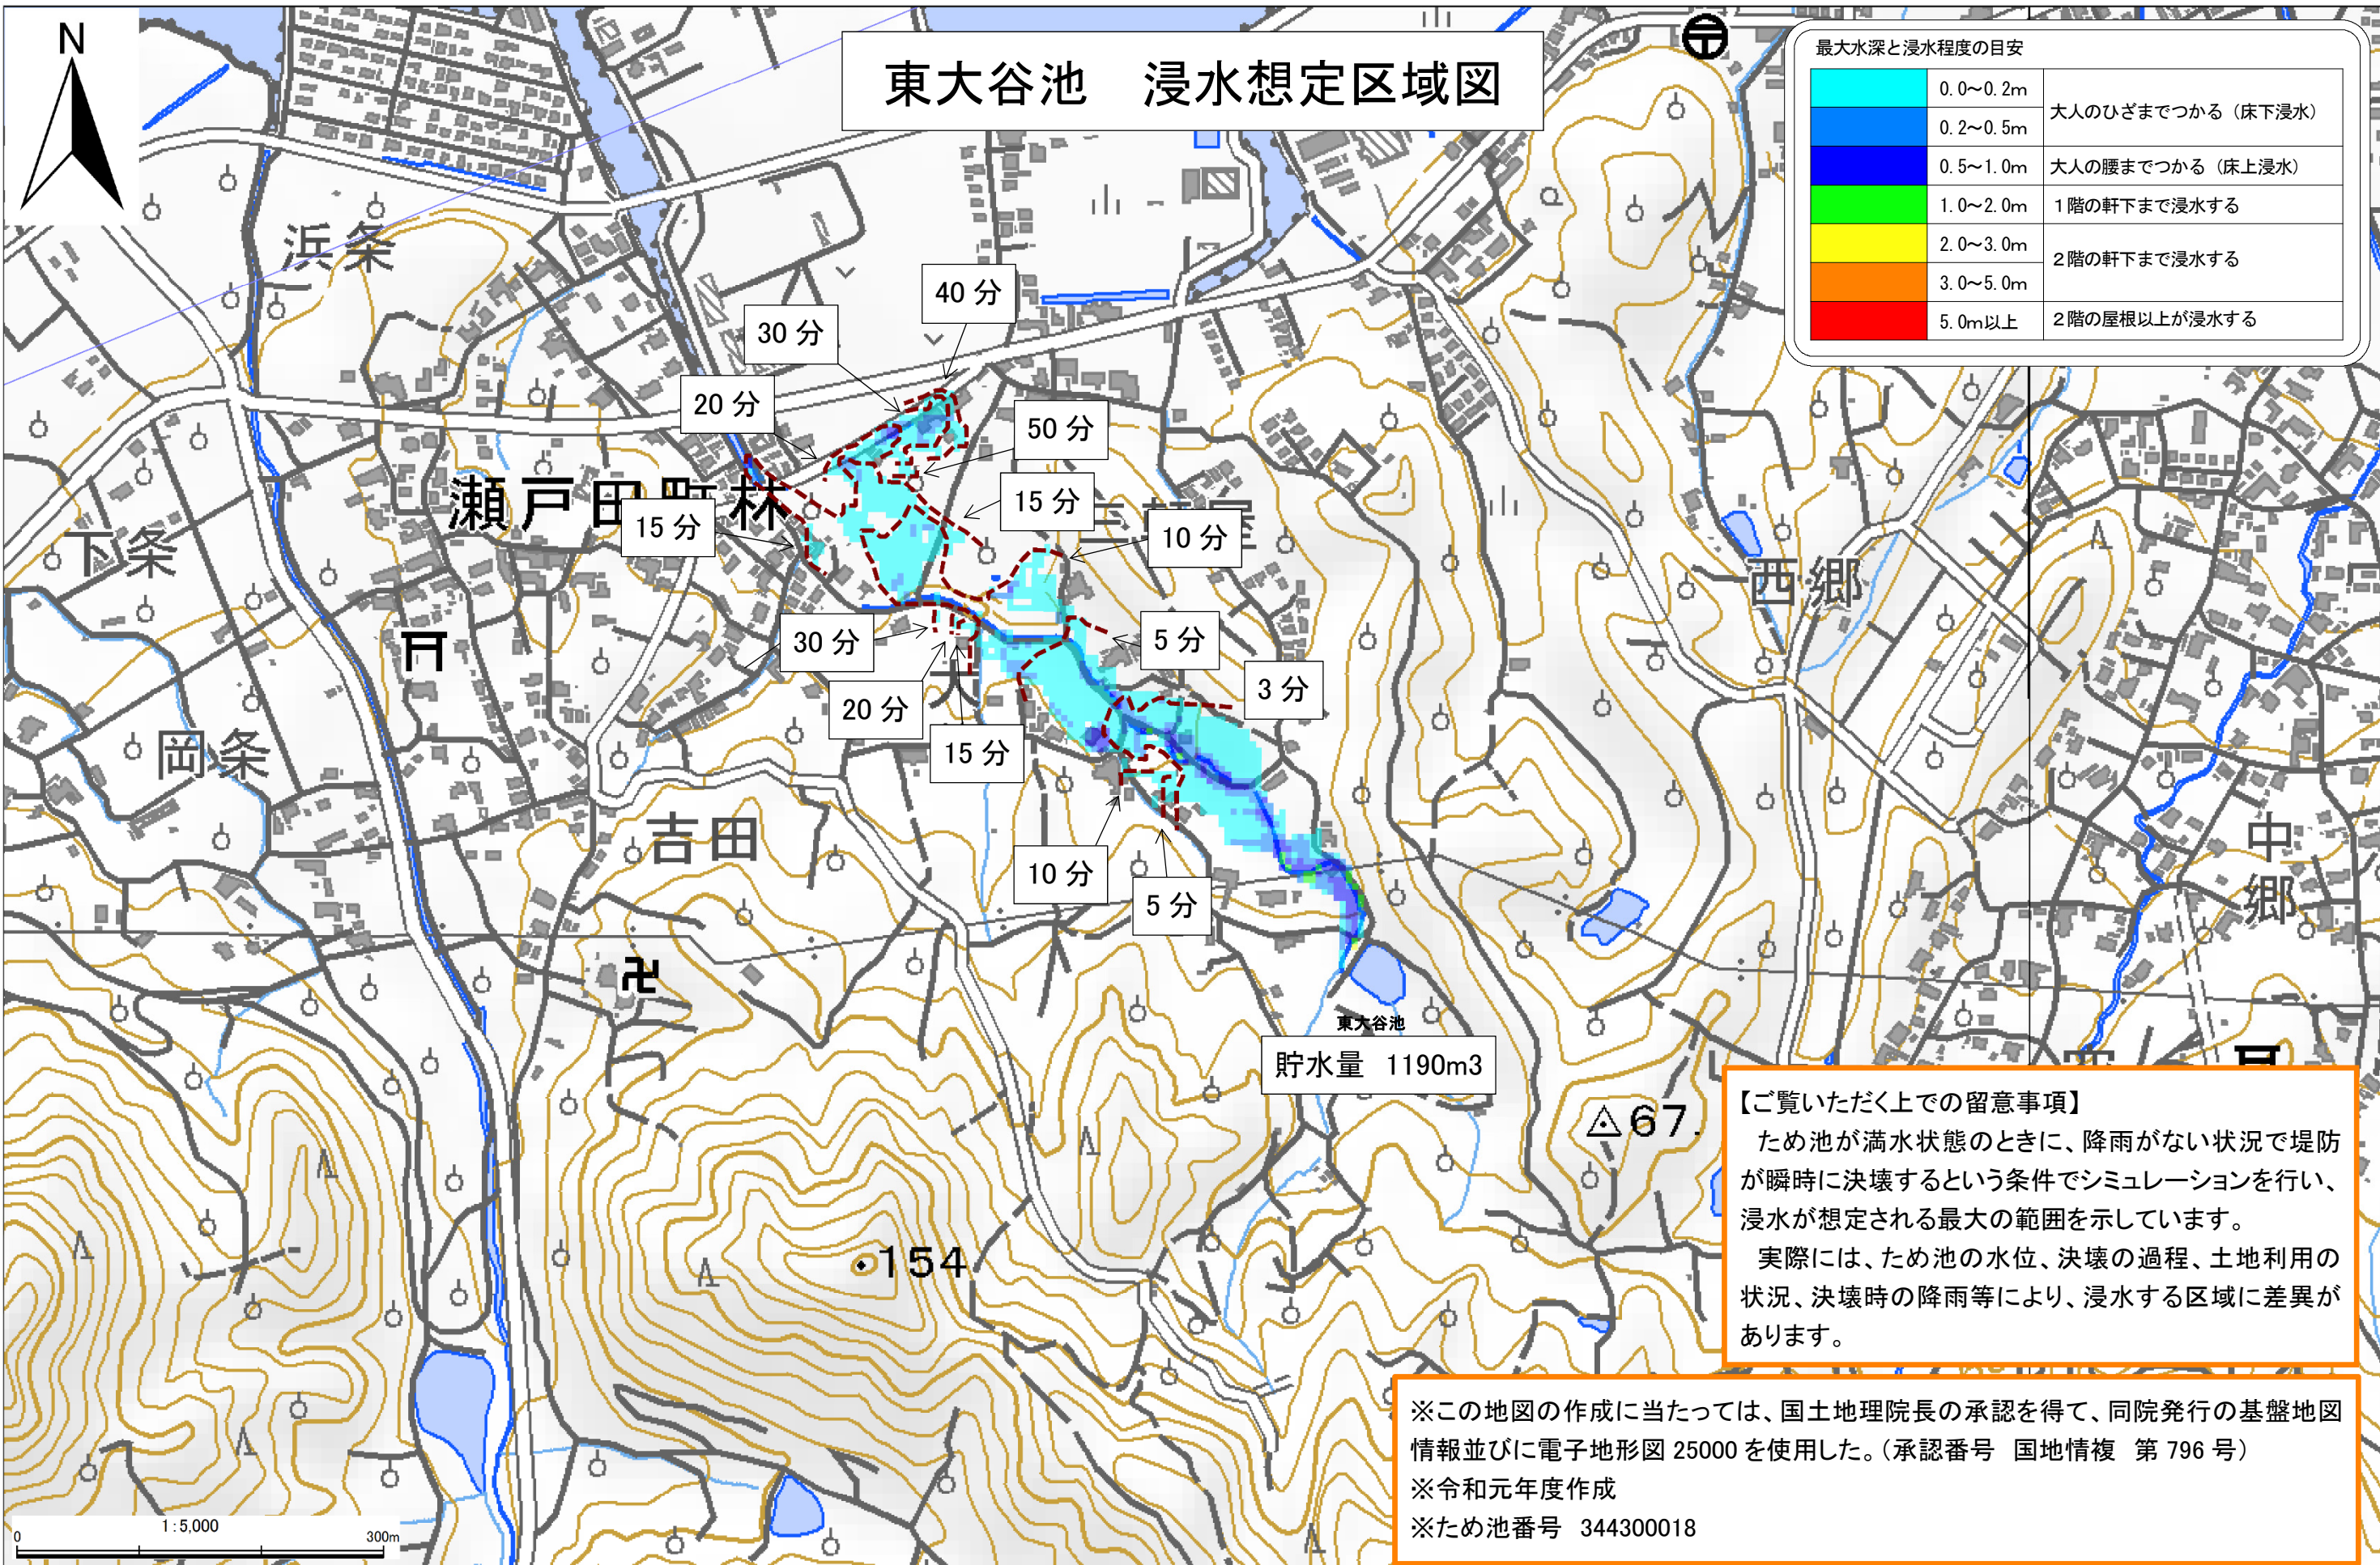 N
東大谷池　浸水想定区域図
最大水深と浸水程度の目安
0.0～0.2m
大人のひざまでつかる（床下浸水）
0.2～0.5m
0.5～1.0m 大人の腰までつかる（床上浸水）
1.0～2.0m 1階の軒下まで浸水する
2.0～3.0m
2階の軒下まで浸水する
3.0～5.0m
5.0m以上 2階の屋根以上が浸水する
浜条
40 分
30 分
20 分
50 分
瀬戸田町林
15 分
15 分
10 分
下条
西郷
30 分
5 分
3 分
20 分
15 分
岡条
吉田
10 分
5 分
中郷
東大谷池
貯水量　1190m3
67.
154
【ご覧いただく上での留意事項】
ため池が満水状態のときに、降雨がない状況で堤防
が瞬時に決壊するという条件でシミュレーションを行い、
浸水が想定される最大の範囲を示しています。
実際には、ため池の水位、決壊の過程、土地利用の
状況、決壊時の降雨等により、浸水する区域に差異が
あります。
※この地図の作成に当たっては、国土地理院長の承認を得て、同院発行の基盤地図
情報並びに電子地形図 25000 を使用した。（承認番号　国地情複　第 796 号）
※令和元年度作成
※ため池番号　344300018
1:5,000
0 300m